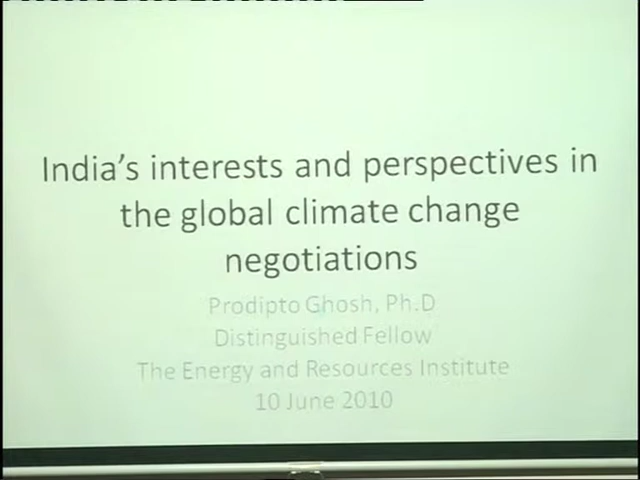 India's interests and perspectives in
the global climate change
negotiations
Prodipto Ghosh, Ph.D
Distinguished Fellow
The Energy and Resources Institute
10 June 2010